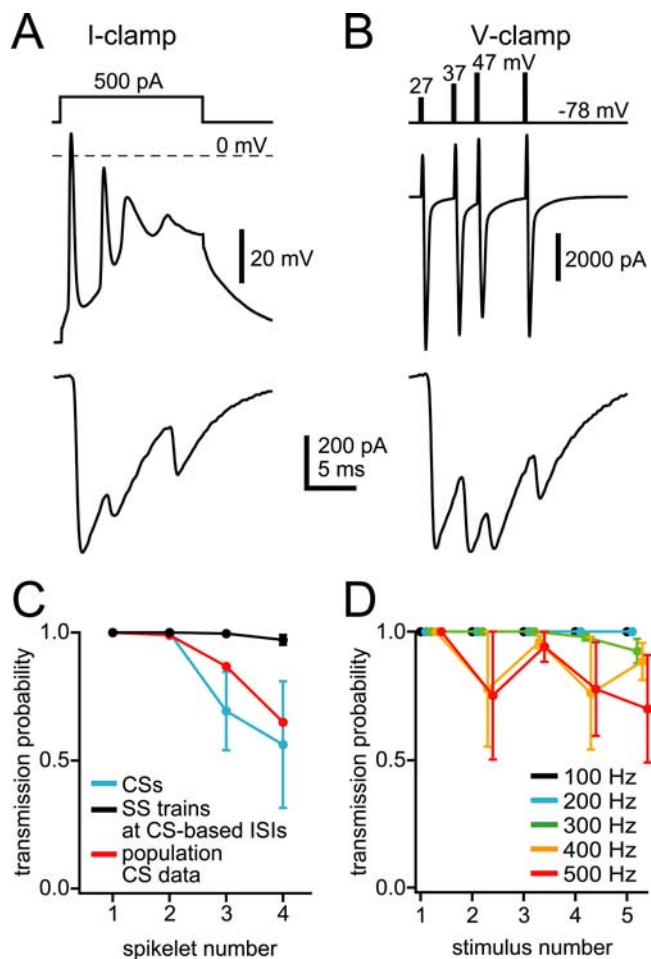 A
I-clamp
500 pA
0 mV
20 mV
B
V-clamp
27
37
47 mV
-78 mV
2000 pA
200 pA
5 ms
C
transmission probability
1.0
0.5
0.0
CSs
SS trains
at CS-based ISIs
population
CS data
1 2 3 4
spikelet number
D
transmission probability
1.0
0.5
0.0
100 Hz
200 Hz
300 Hz
400 Hz
500 Hz
1 2 3 4 5
stimulus number